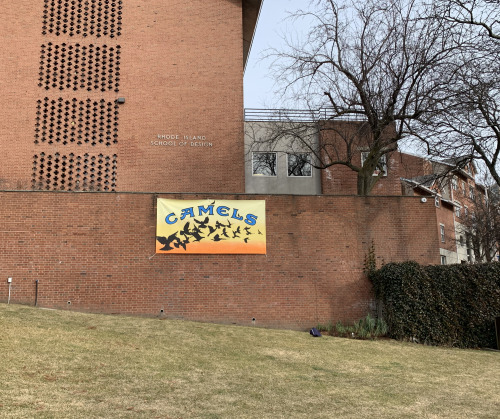 RHODE ISLAND
SCHOOL OF DESIGN
CAMELS